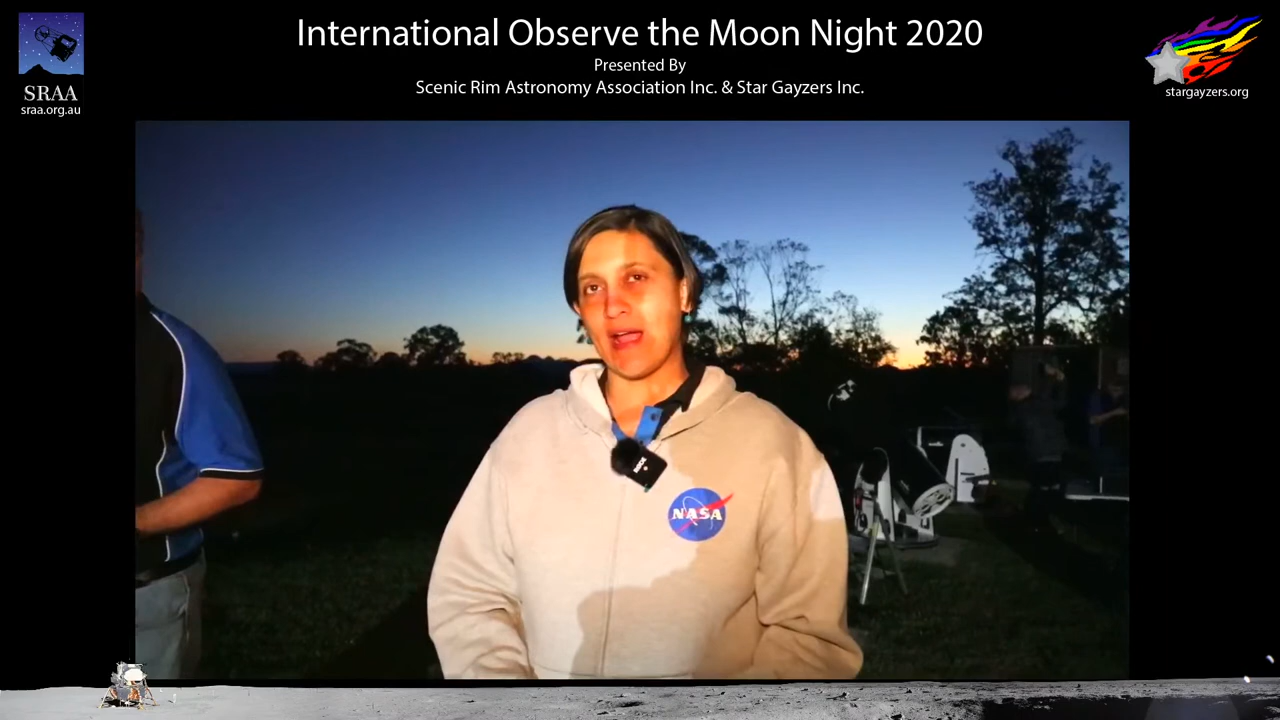 International Observe the Moon Night 2020
Presented By
Scenic Rim Astronomy Association Inc. & Star Gayzers Inc.
SRAA
sraa.org.au
stargayzers.org
RODE
NASA